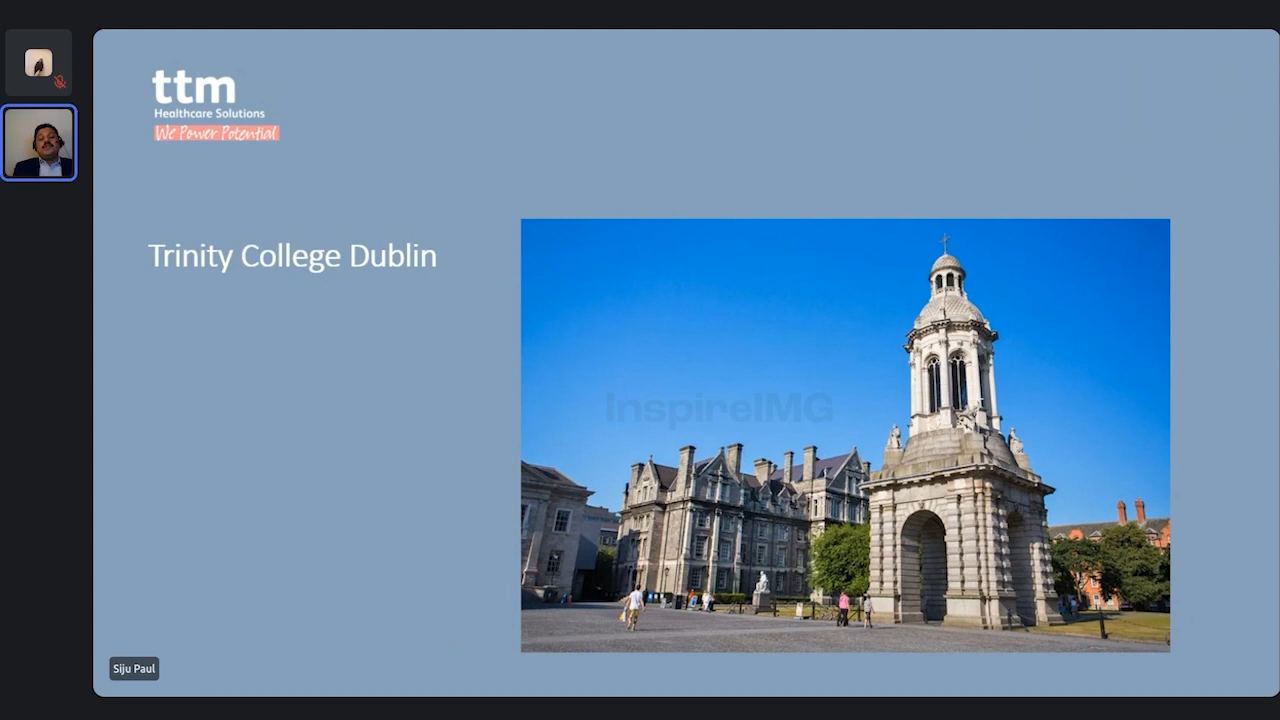 ttm
Healthcare Solutions
We Power Potential
Trinity College Dublin
InspireIMG
Siju Paul